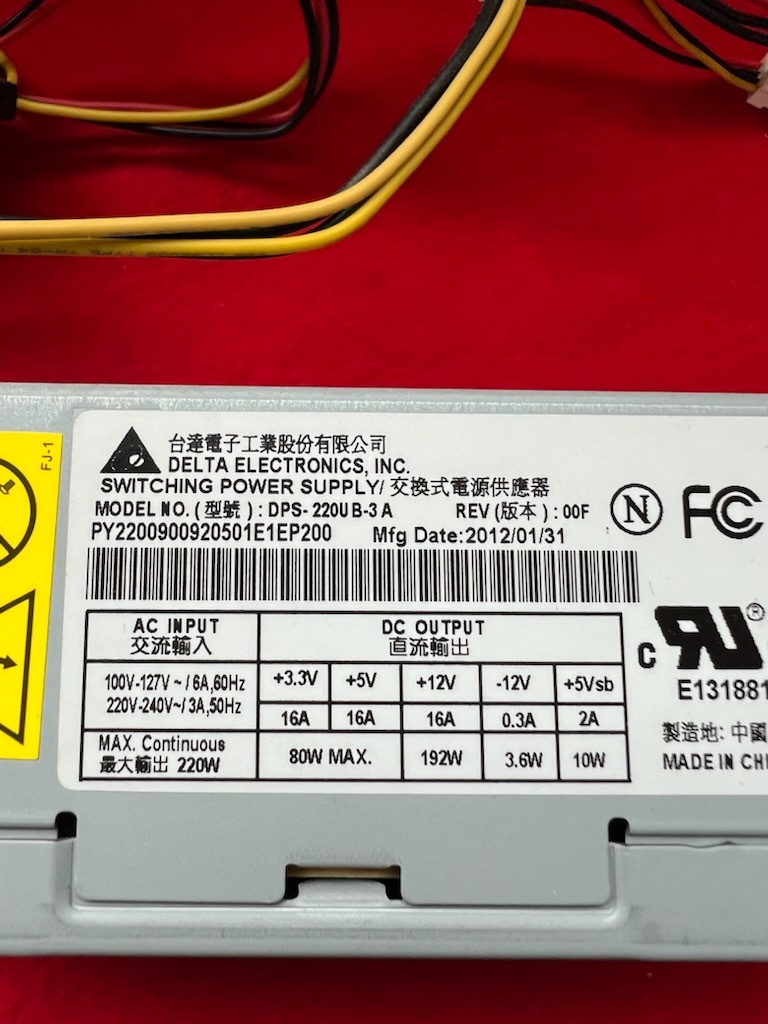 FJ-1
台達電子工業股份有限公司
DELTA ELECTRONICS, INC.
SWITCHING POWER SUPPLY/ 交換式電源供應器
MODEL NO. (型號) : DPS-220UB-3 A REV (版本) : 00F
PY2200900920501E1EP200 Mfg Date:2012/01/31
N FC
AC INPUT DC OUTPUT
交流輸入 直流輸出
100V-127V ~ / 6A,60Hz +3.3V +5V +12V -12V +5Vsb
220V-240V~/ 3A,50Hz 16A 16A 16A 0.3A 2A
MAX. Continuous 80W MAX. 192W 3.6W 10W
最大輸出 220W
c RU ®
E131881
製造地: 中國
MADE IN CHI